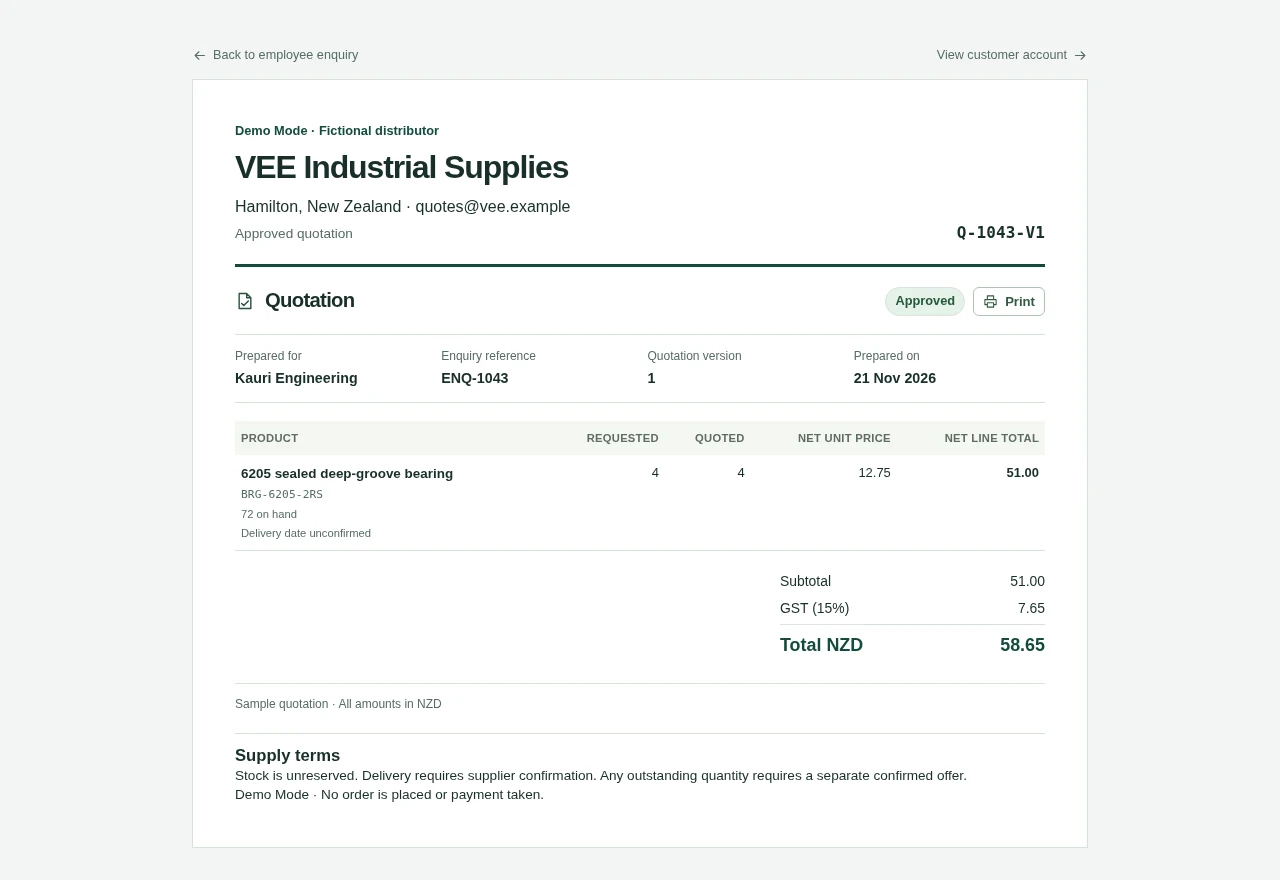 Back to employee enquiry
View customer account
Demo Mode · Fictional distributor
VEE Industrial Supplies
Hamilton, New Zealand · quotes@vee.example
Approved quotation
Q-1043-V1
Quotation
Approved
Print
Prepared for
Enquiry reference
Quotation version
Prepared on
Kauri Engineering
ENQ-1043
1
21 Nov 2026
PRODUCT REQUESTED QUOTED NET UNIT PRICE NET LINE TOTAL
6205 sealed deep-groove bearing 4 4 12.75 51.00
BRG-6205-2RS
72 on hand
Delivery date unconfirmed
Subtotal 51.00
GST (15%) 7.65
Total NZD 58.65
Sample quotation · All amounts in NZD
Supply terms
Stock is unreserved. Delivery requires supplier confirmation. Any outstanding quantity requires a separate confirmed offer.
Demo Mode · No order is placed or payment taken.